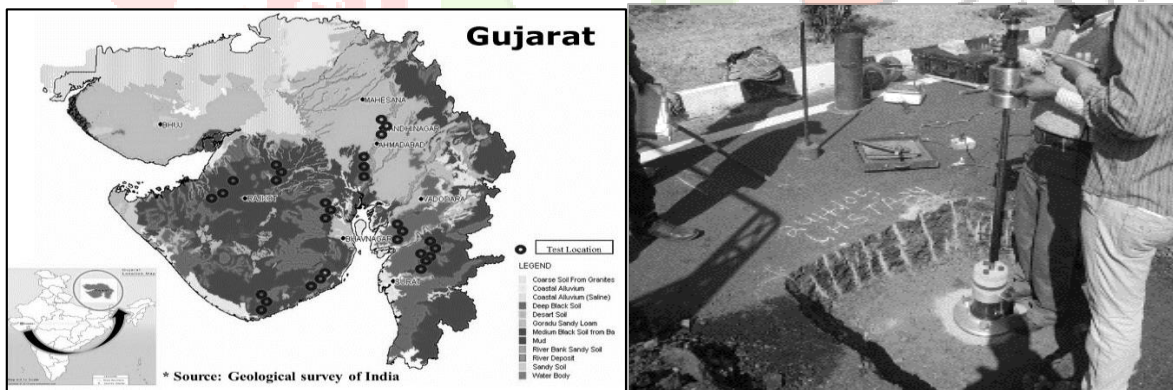 Gujarat
MAHESANA
BHUJ
ANDHINAGAR
AHMADABAD
RAJKOT
VADODARA
BHAVNAGAR
SURAT
Test Location
LEGEND
Coarse Soil From Granites
Coastal Alluvium
Coastal Alluvium (Saline)
Deep Black Soil
Desart Soil
Goradu Sandy Loam
Medium Black Soil from Ba
Mud
River Bank Sandy Soil
River Deposit
Sandy Soil
Water Body
* Source: Geological survey of India